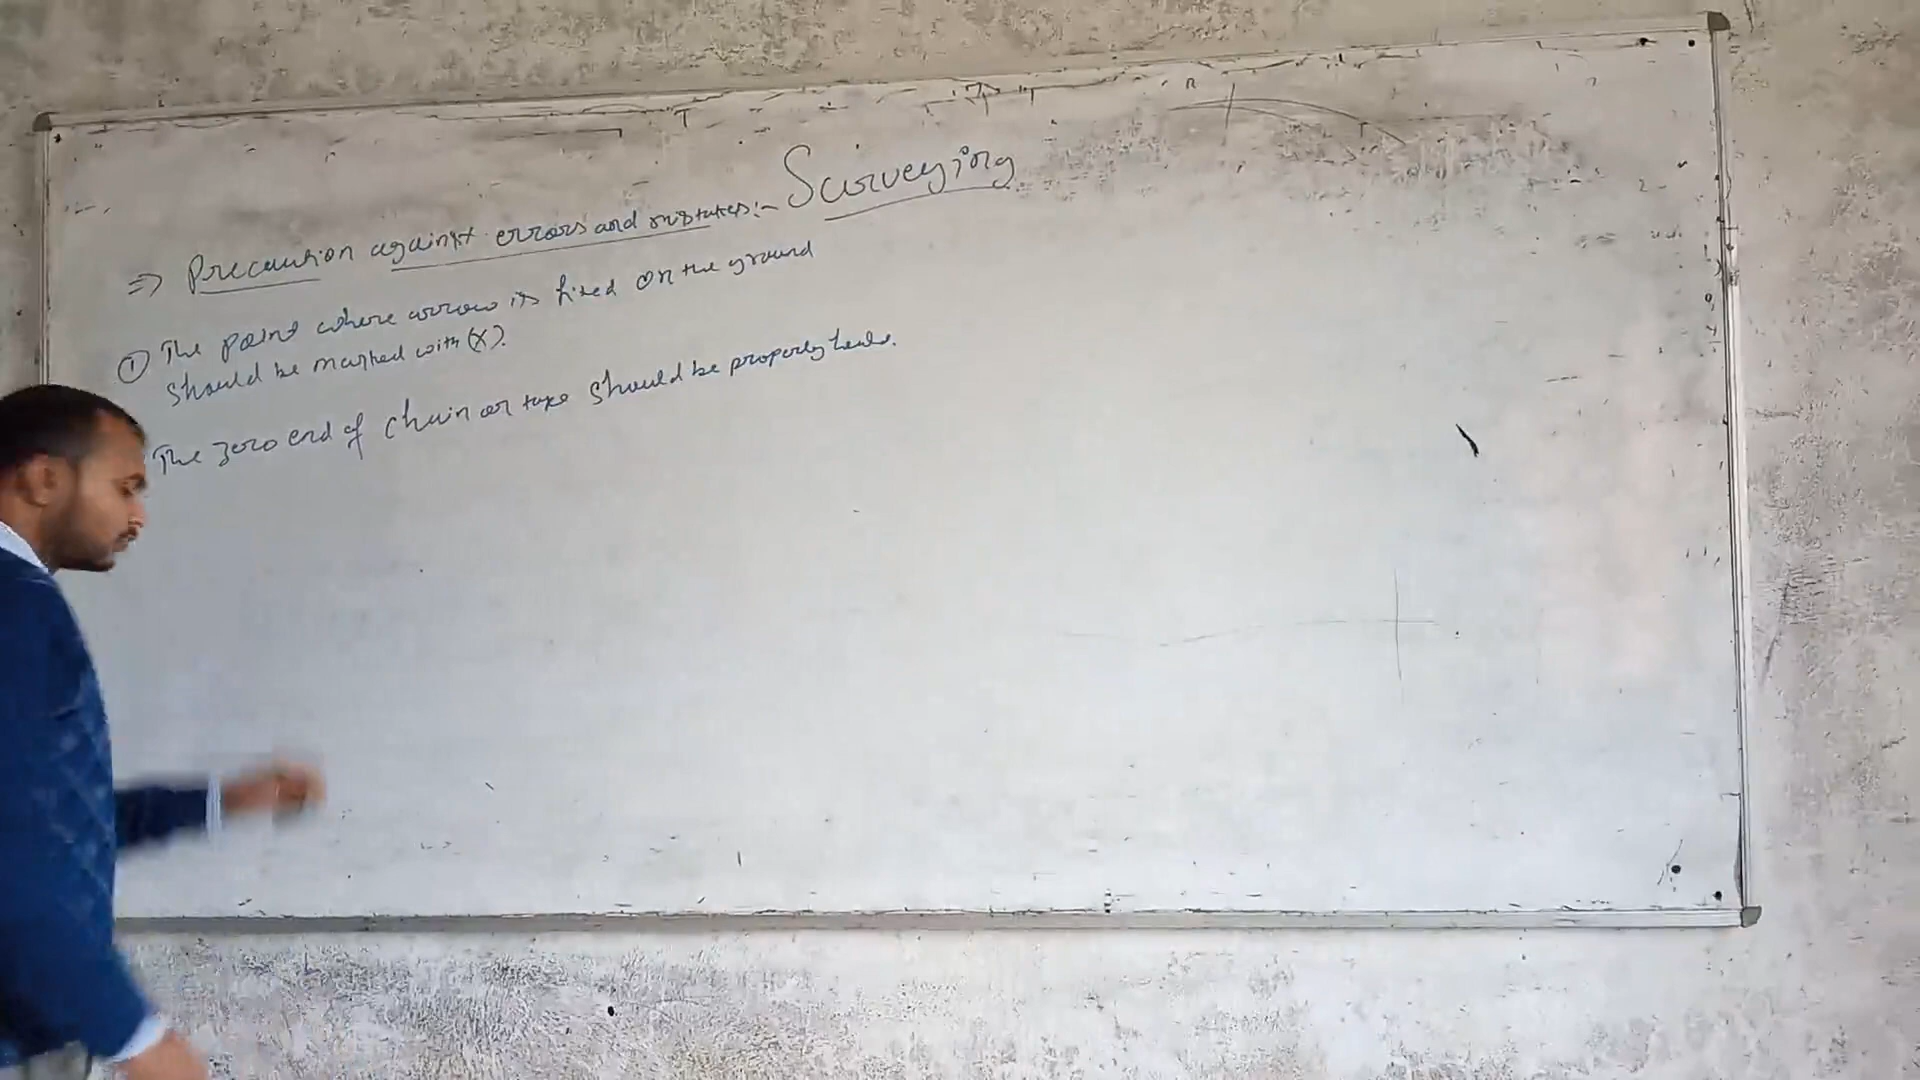 Surveying
⇒ Precaution against errors and mistakes:-
① The point where arrow is fixed on the ground
should be marked with (X).
The zero end of chain or tape should be properly held.